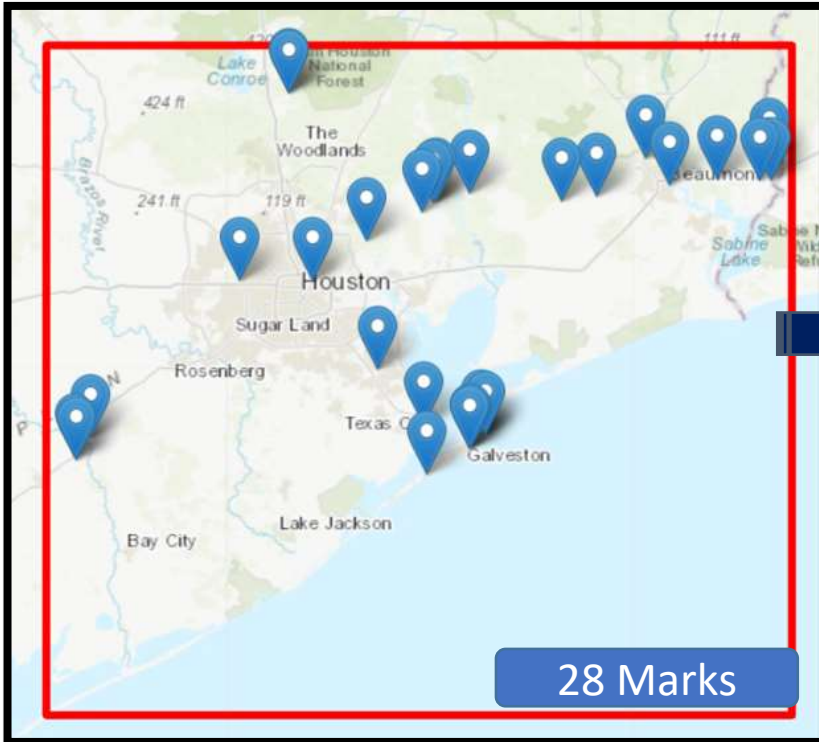 111 ft
Lake
Conroe
National
Forest
424 ft
The
Woodlands
Brazos River
241 ft
119 ft
Beaumont
Sabine
Lake
Houston
Sugar Land
Rosenberg
Texas C
Galveston
Lake Jackson
Bay City
28 Marks